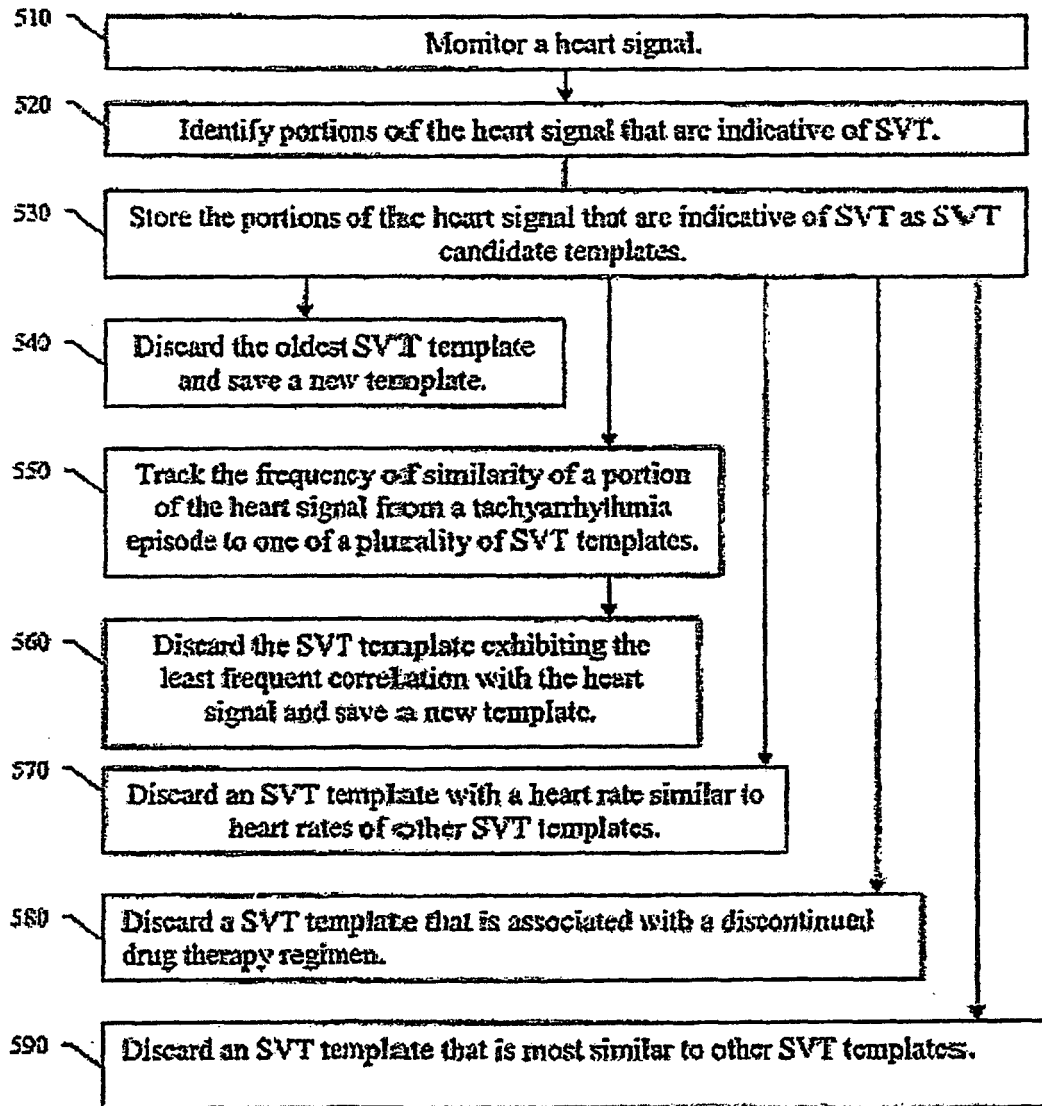 510
Monitor a heart signal.
520
Identify portions of the heart signal that are indicative of SVT.
530
Store the portions of the heart signal that are indicative of SVT as SVT
candidate templates.
540
Discard the oldest SVT template
and save a new template.
550
Track the frequency of similarity of a portion
of the heart signal from a tachyarrhythmia
episode to one of a plurality of SVT templates.
560
Discard the SVT template exhibiting the
least frequent correlation with the heart
signal and save a new template.
570
Discard an SVT template with a heart rate similar to
heart rates of other SVT templates.
580
Discard a SVT template that is associated with a discontinued
drug therapy regimen.
590
Discard an SVT template that is most similar to other SVT templates.